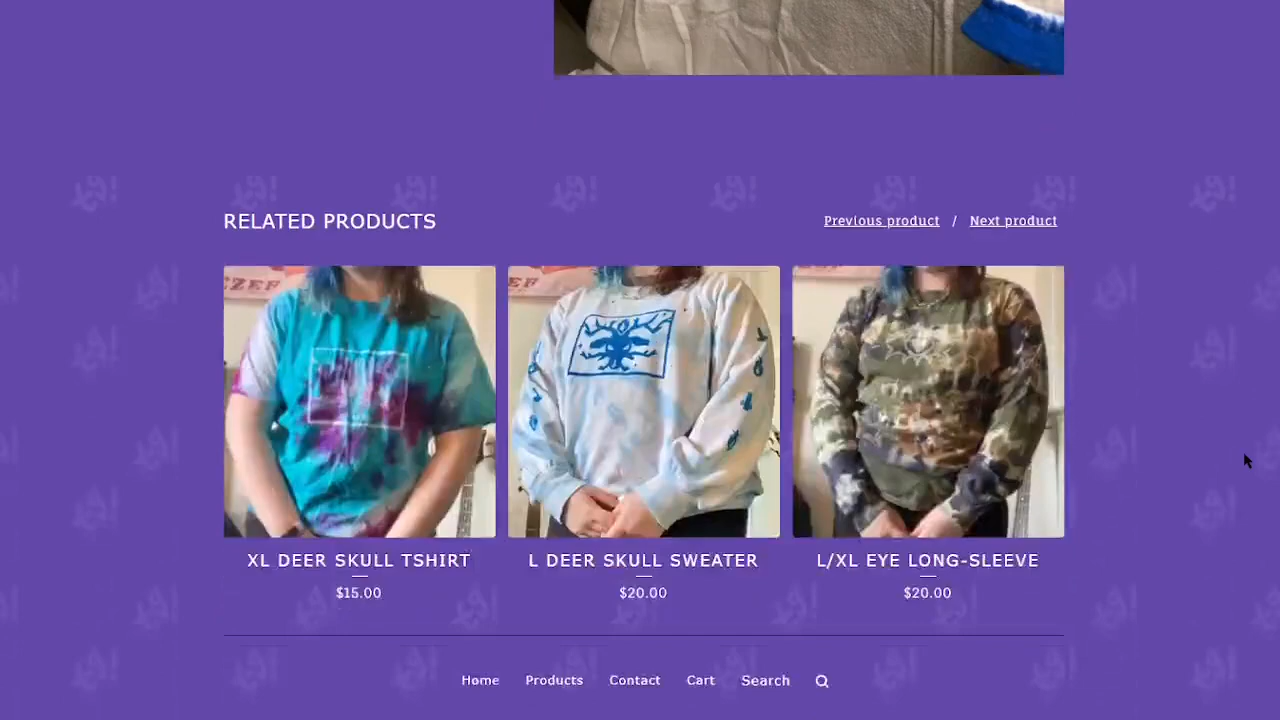 RELATED PRODUCTS
Previous product / Next product
XL DEER SKULL TSHIRT
$15.00
L DEER SKULL SWEATER
$20.00
L/XL EYE LONG-SLEEVE
$20.00
Home Products Contact Cart Search